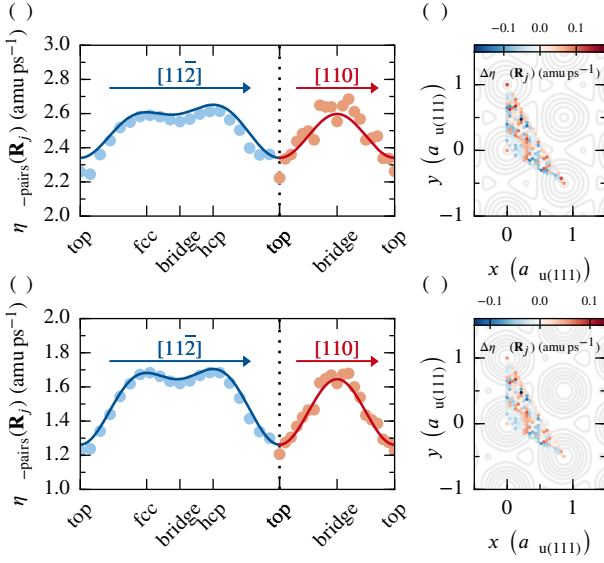 ( )
( )
3.0
2.8
2.6
2.4
2.2
2.0
η -pairs(R_j) (amu ps⁻¹)
[112̅]
[110]
top
fcc
bridge
hcp
top
bridge
top
−0.1 0.0 0.1
Δη (R_j) (amu ps⁻¹)
1
0
−1
y (a u(111))
0 1
x (a u(111))
( )
( )
2.0
1.8
1.6
1.4
1.2
1.0
η -pairs(R_j) (amu ps⁻¹)
[112̅]
[110]
top
fcc
bridge
hcp
top
bridge
top
−0.1 0.0 0.1
Δη (R_j) (amu ps⁻¹)
1
0
−1
y (a u(111))
0 1
x (a u(111))